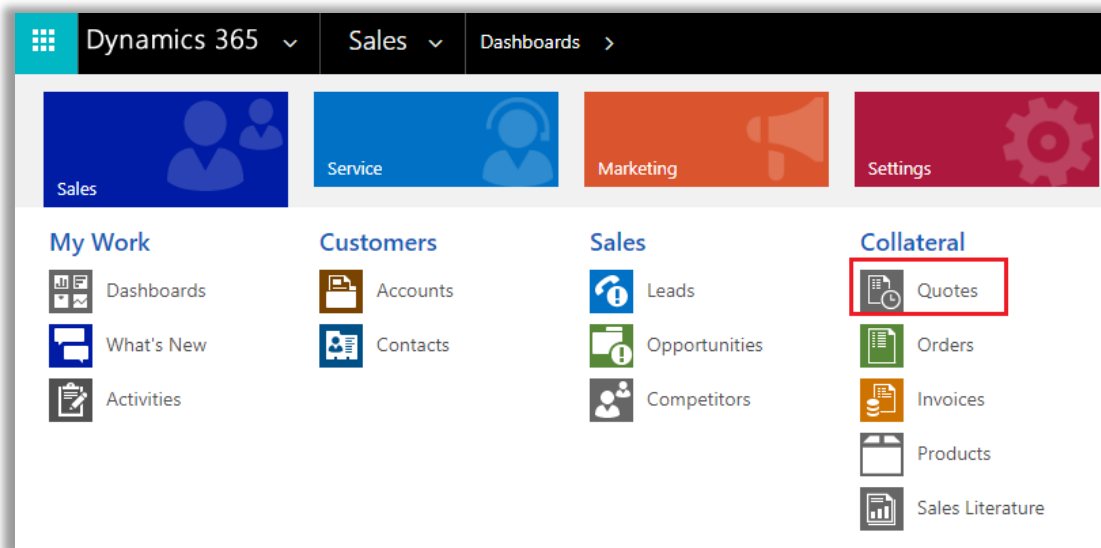 Dynamics 365 Sales Dashboards
Sales Service Marketing Settings
My Work Customers Sales Collateral
Dashboards Accounts Leads Quotes
What's New Contacts Opportunities Orders
Activities Competitors Invoices
Products
Sales Literature